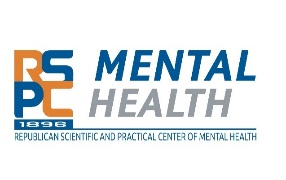 RS
PC
1896
MENTAL
HEALTH
REPUBLICAN SCIENTIFIC AND PRACTICAL CENTER OF MENTAL HEALTH